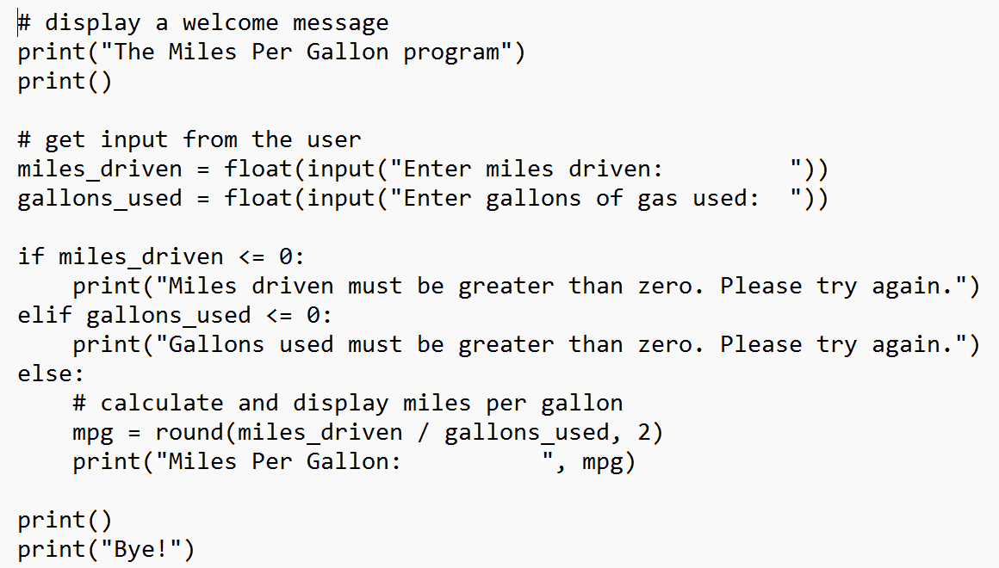 # display a welcome message
print("The Miles Per Gallon program")
print()

# get input from the user
miles_driven = float(input("Enter miles driven:         "))
gallons_used = float(input("Enter gallons of gas used:  "))

if miles_driven <= 0:
    print("Miles driven must be greater than zero. Please try again.")
elif gallons_used <= 0:
    print("Gallons used must be greater than zero. Please try again.")
else:
    # calculate and display miles per gallon
    mpg = round(miles_driven / gallons_used, 2)
    print("Miles Per Gallon:          ", mpg)

print()
print("Bye!")